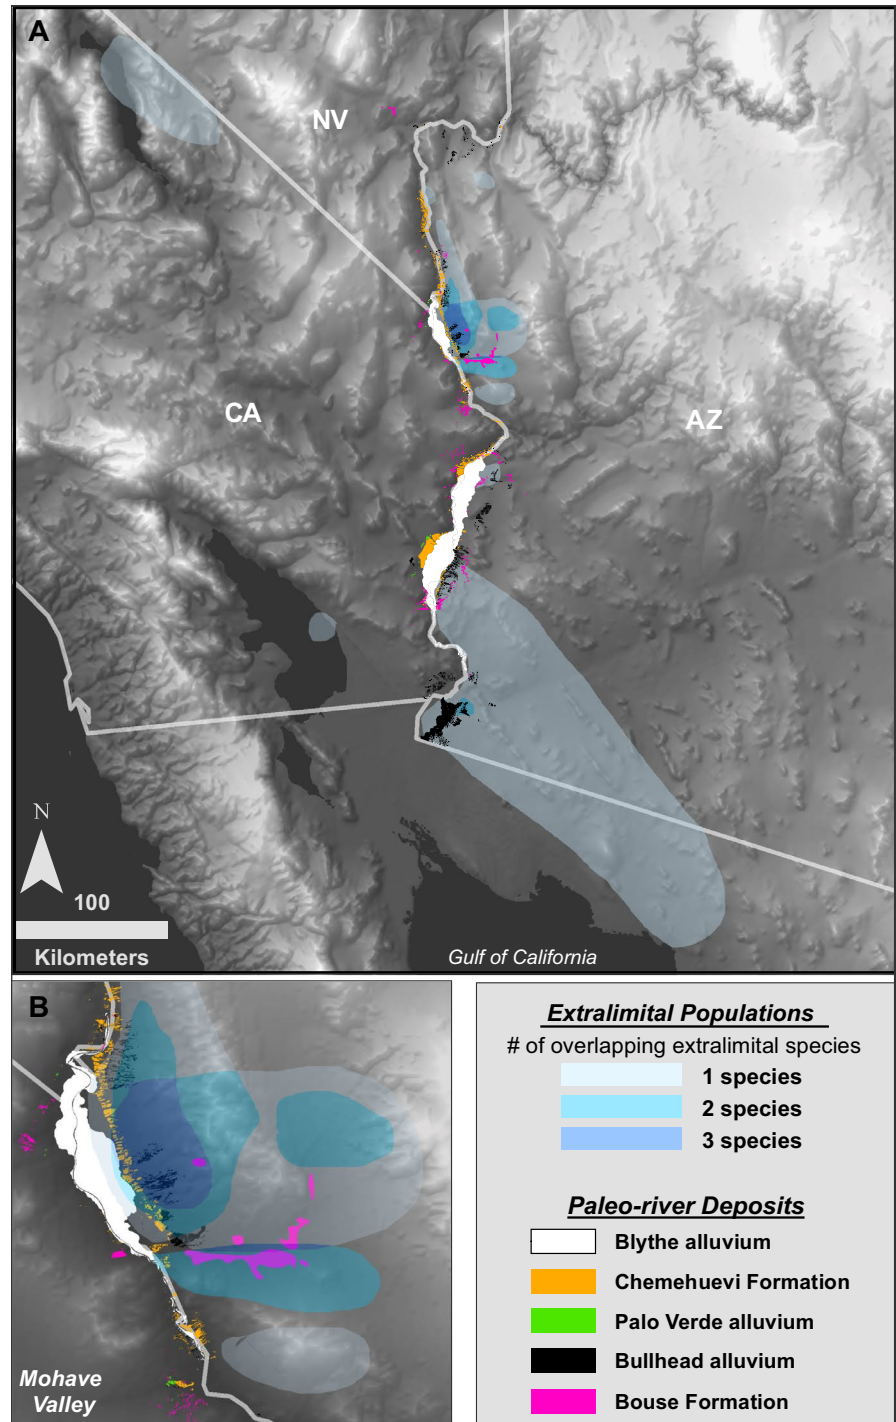 A
NV
CA
AZ
N
100
Kilometers
Gulf of California
B
Mohave
Valley
Extralimital Populations
# of overlapping extralimital species
1 species
2 species
3 species
Paleo-river Deposits
Blythe alluvium
Chemehuevi Formation
Palo Verde alluvium
Bullhead alluvium
Bouse Formation